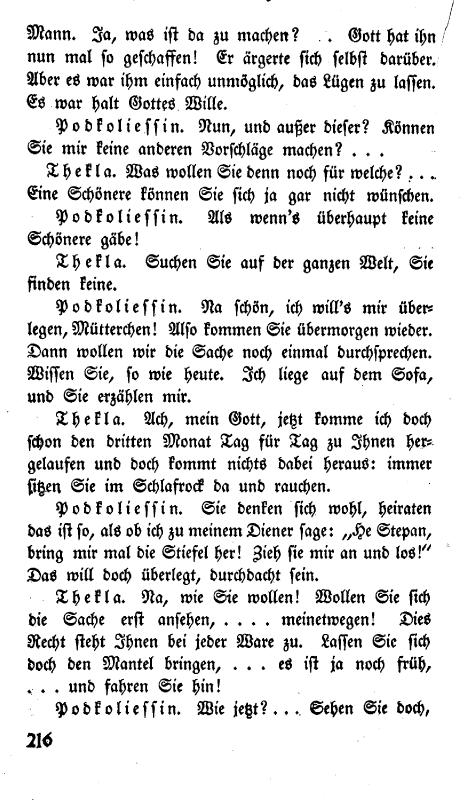 Mann. Ja, was ist da zu machen? . . Gott hat ihn
nun mal so geschaffen! Er ärgerte sich selbst darüber.
Aber es war ihm einfach unmöglich, das Lügen zu lassen.
Es war halt Gottes Wille.
Podkoliessin. Nun, und außer dieser? Können
Sie mir keine anderen Vorschläge machen? . . .
Thekla. Was wollen Sie denn noch für welche? . . .
Eine Schönere können Sie sich ja gar nicht wünschen.
Podkoliessin. Als wenn's überhaupt keine
Schönere gäbe!
Thekla. Suchen Sie auf der ganzen Welt, Sie
finden keine.
Podkoliessin. Na schön, ich will's mir über-
legen, Mütterchen! Also kommen Sie übermorgen wieder.
Dann wollen wir die Sache noch einmal durchsprechen.
Wissen Sie, so wie heute. Ich liege auf dem Sofa,
und Sie erzählen mir.
Thekla. Ach, mein Gott, jetzt komme ich doch
schon den dritten Monat Tag für Tag zu Ihnen her-
gelaufen und doch kommt nichts dabei heraus: immer
sitzen Sie im Schlafrock da und rauchen.
Podkoliessin. Sie denken sich wohl, heiraten
das ist so, als ob ich zu meinem Diener sage: „He Stepan,
bring mir mal die Stiefel her! Zieh sie mir an und los!“
Das will doch überlegt, durchdacht sein.
Thekla. Na, wie Sie wollen! Wollen Sie sich
die Sache erst ansehen, . . . . meinetwegen! Dies
Recht steht Ihnen bei jeder Ware zu. Lassen Sie sich
doch den Mantel bringen, . . . es ist ja noch früh,
. . . und fahren Sie hin!
Podkoliessin. Wie jetzt? . . . Sehen Sie doch,
216